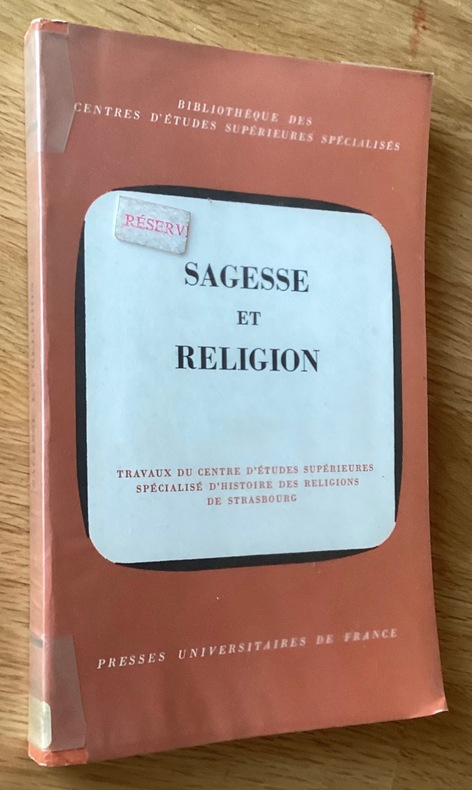 BIBLIOTHÈQUE DES
CENTRES D'ÉTUDES SUPÉRIEURES SPÉCIALISÉS
RÉSERV
SAGESSE
ET
RELIGION
TRAVAUX DU CENTRE D'ÉTUDES SUPÉRIEURES
SPÉCIALISÉ D'HISTOIRE DES RELIGIONS
DE STRASBOURG
PRESSES UNIVERSITAIRES DE FRANCE